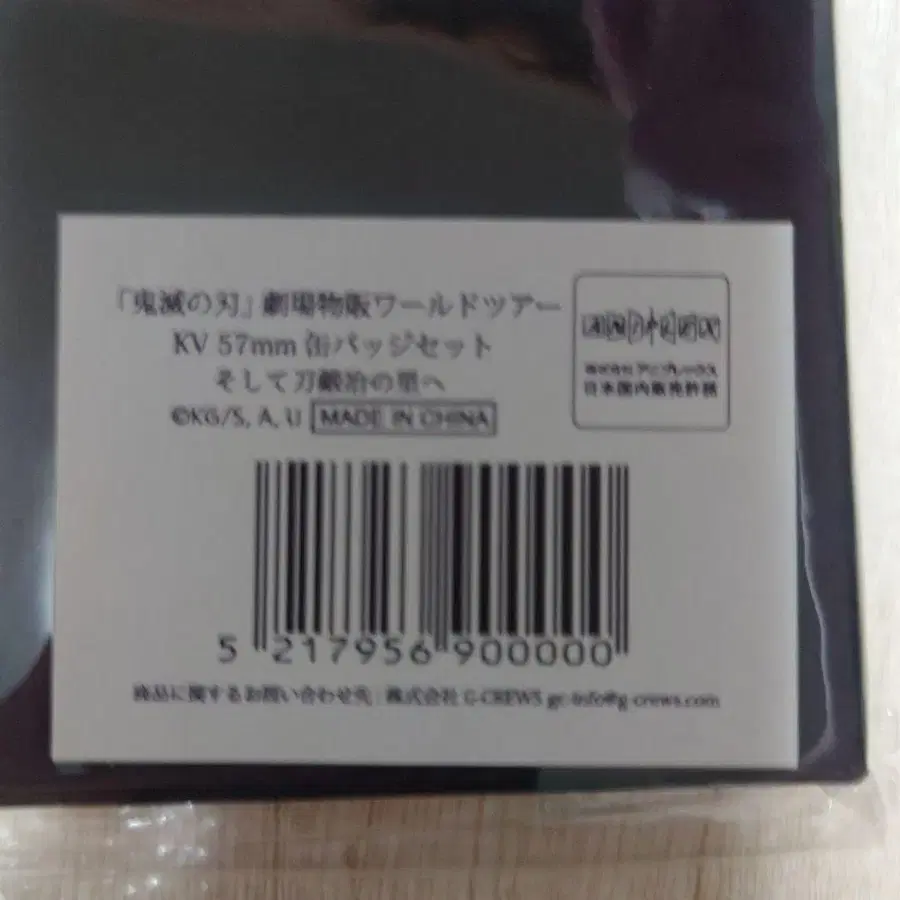 「鬼滅の刃」劇場物販ワールドツアー
KV 57mm 缶バッジセット
そして刀鍛冶の里へ
©KG/S, A, U MADE IN CHINA
ANIPLEX
株式会社アニプレックス
日本国内販売許諾
5 217956 900000
商品に関するお問い合わせ先：株式会社 G-CREWS gc-info@g-crews.com